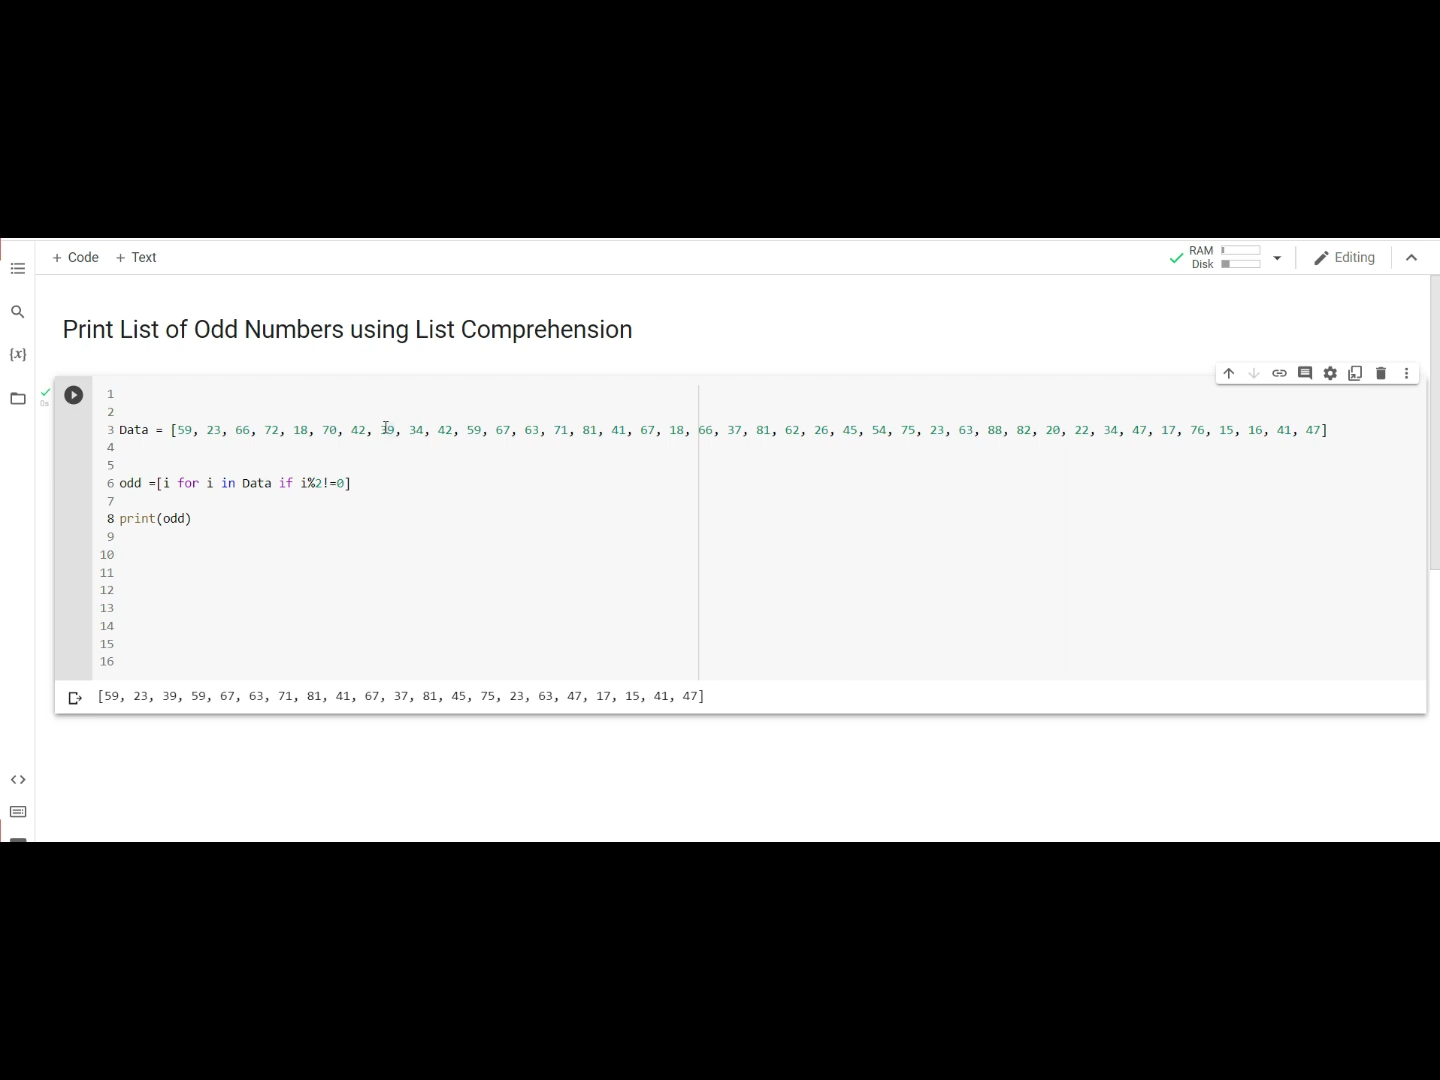 + Code + Text
RAM
Disk
Editing
{x}
Print List of Odd Numbers using List Comprehension
0s
1
2
3 Data = [59, 23, 66, 72, 18, 70, 42, 39, 34, 42, 59, 67, 63, 71, 81, 41, 67, 18, 66, 37, 81, 62, 26, 45, 54, 75, 23, 63, 88, 82, 20, 22, 34, 47, 17, 76, 15, 16, 41, 47]
4
5
6 odd =[i for i in Data if i%2!=0]
7
8 print(odd)
9
10
11
12
13
14
15
16
[59, 23, 39, 59, 67, 63, 71, 81, 41, 67, 37, 81, 45, 75, 23, 63, 47, 17, 15, 41, 47]